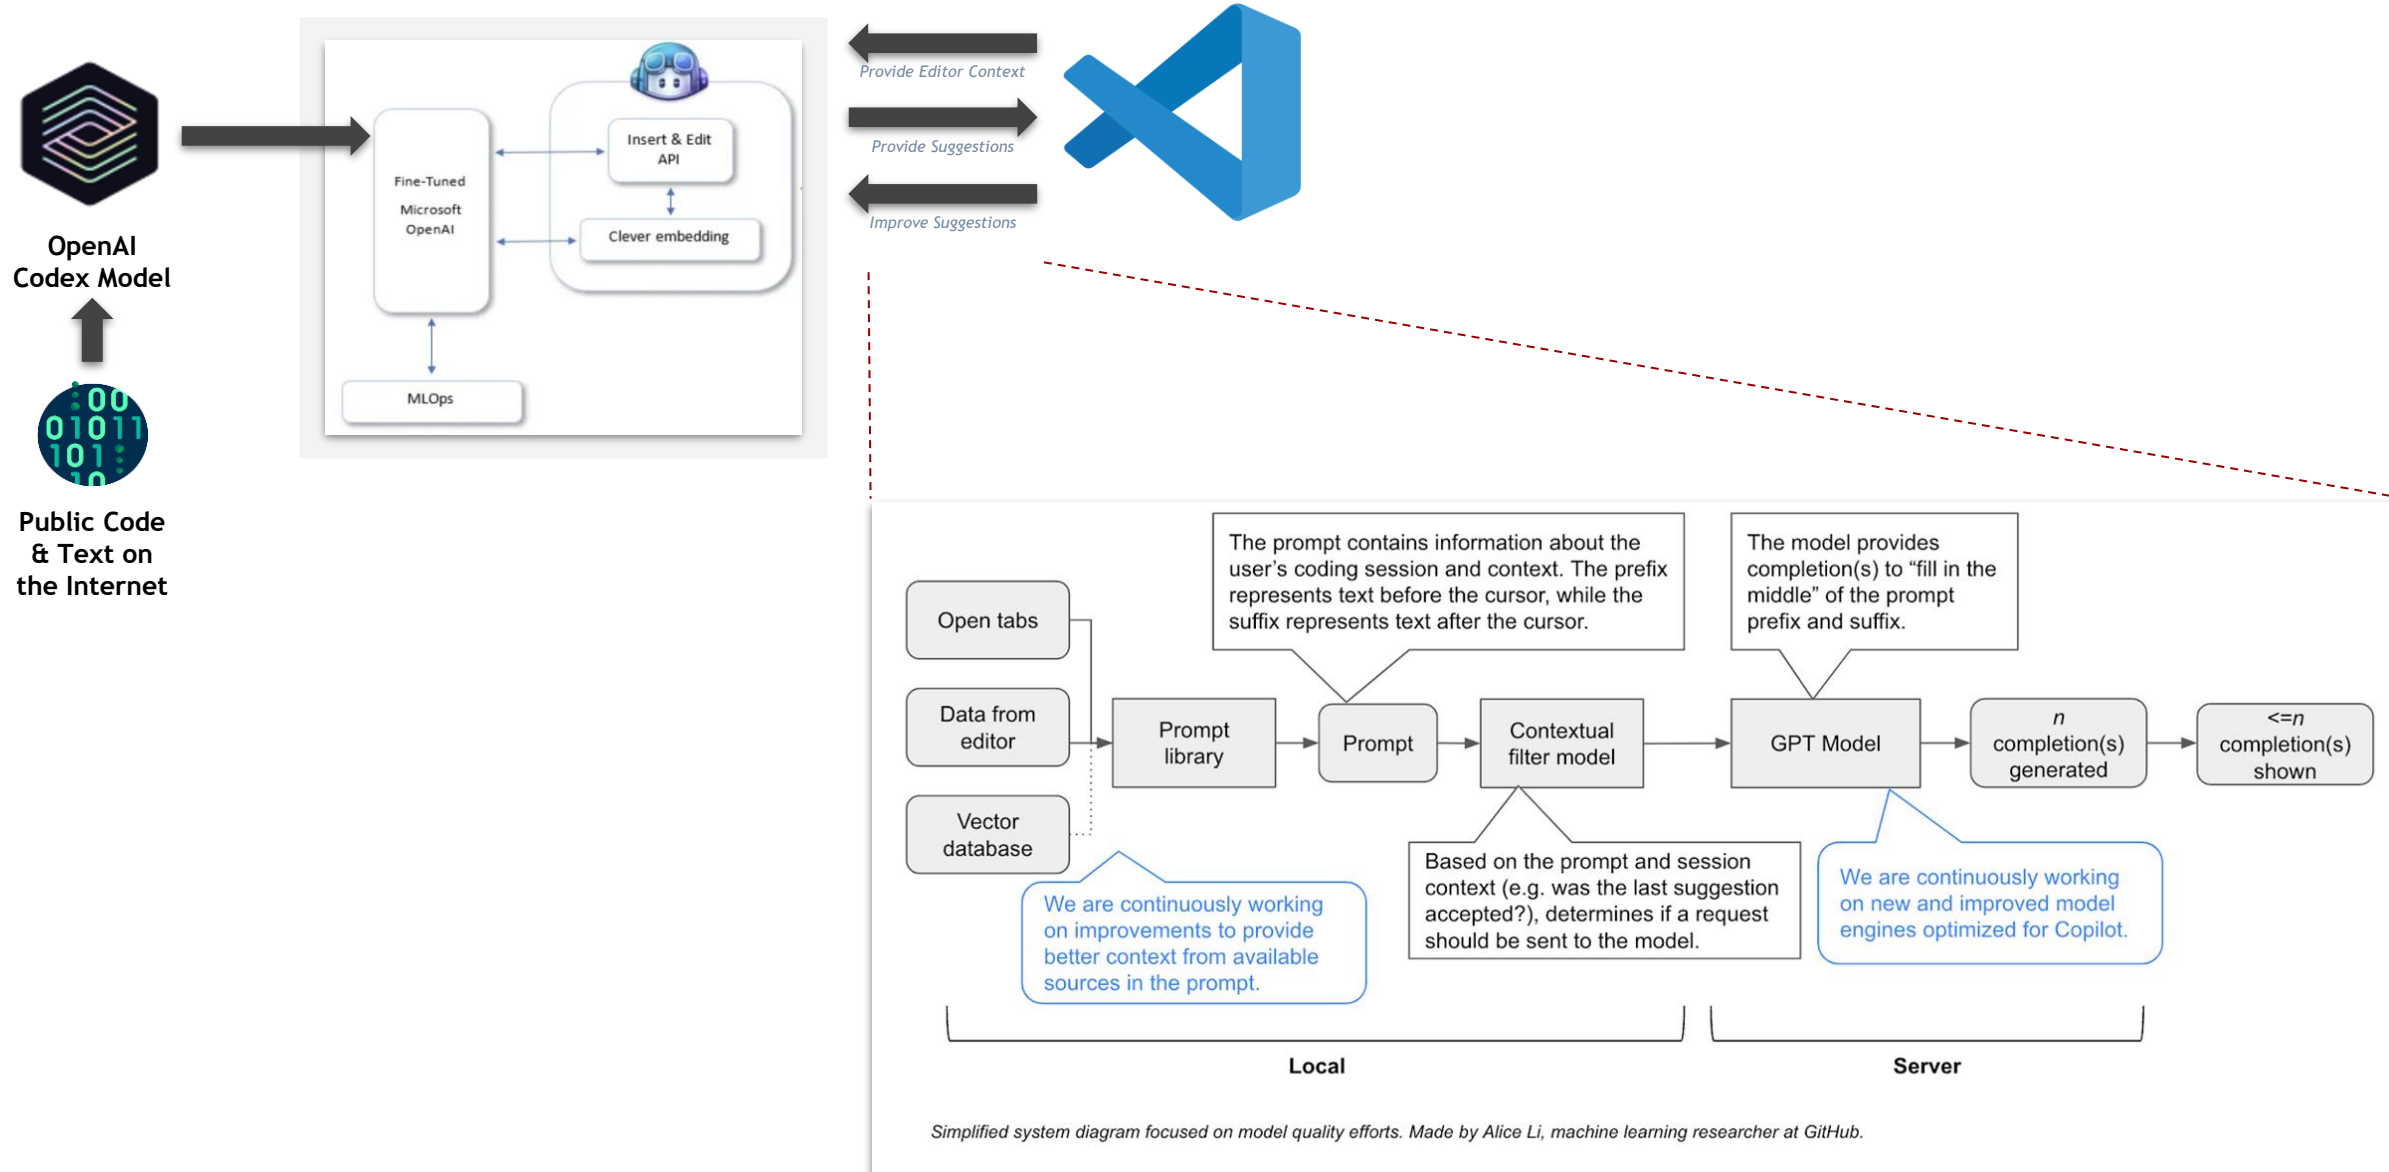 OpenAI
Codex Model
00
01011
101
10
Public Code
& Text on
the Internet
Fine-Tuned
Microsoft
OpenAI
Insert & Edit
API
Clever embedding
MLOps
Provide Editor Context
Provide Suggestions
Improve Suggestions
The prompt contains information about the
user's coding session and context. The prefix
represents text before the cursor, while the
suffix represents text after the cursor.
The model provides
completion(s) to “fill in the
middle” of the prompt
prefix and suffix.
Open tabs
Data from
editor
Vector
database
Prompt
library
Prompt
Contextual
filter model
GPT Model
n
completion(s)
generated
<=n
completion(s)
shown
We are continuously working
on improvements to provide
better context from available
sources in the prompt.
Based on the prompt and session
context (e.g. was the last suggestion
accepted?), determines if a request
should be sent to the model.
We are continuously working
on new and improved model
engines optimized for Copilot.
Local
Server
Simplified system diagram focused on model quality efforts. Made by Alice Li, machine learning researcher at GitHub.